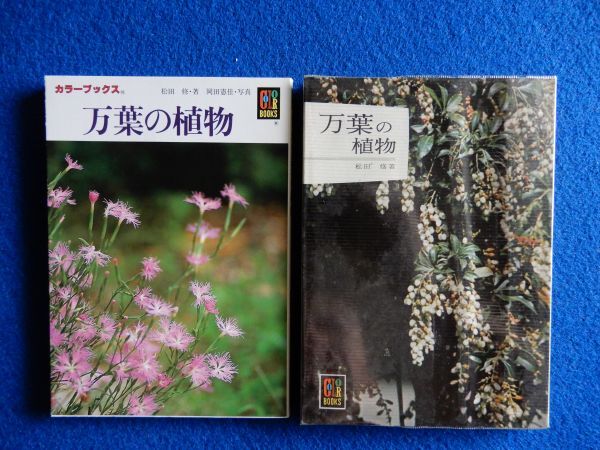 カラーブックス
松田 修・著 岡田憲佳・写真
COLOR
BOOKS
万葉の植物
万葉の
植物
松田 修著
COLOR
BOOKS